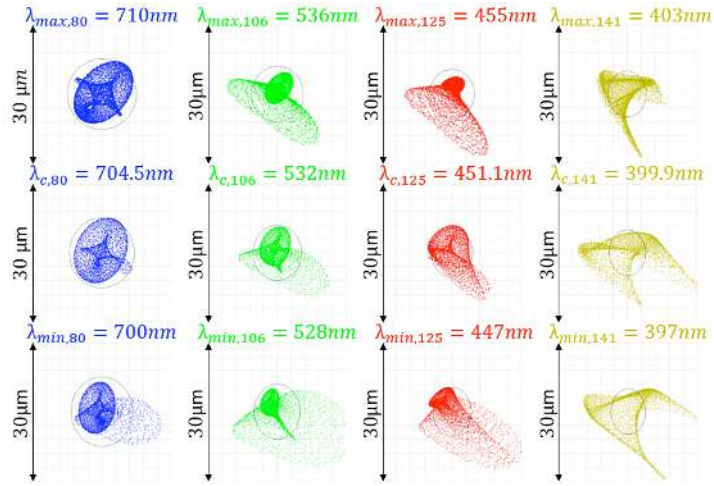 λmax,80 = 710nm λmax,106 = 536nm λmax,125 = 455nm λmax,141 = 403nm
30 μm 30μm 30μm 30μm
λc,80 = 704.5nm λc,106 = 532nm λc,125 = 451.1nm λc,141 = 399.9nm
30 μm 30μm 30μm 30μm
λmin,80 = 700nm λmin,106 = 528nm λmin,125 = 447nm λmin,141 = 397nm
30μm 30μm 30μm 30μm